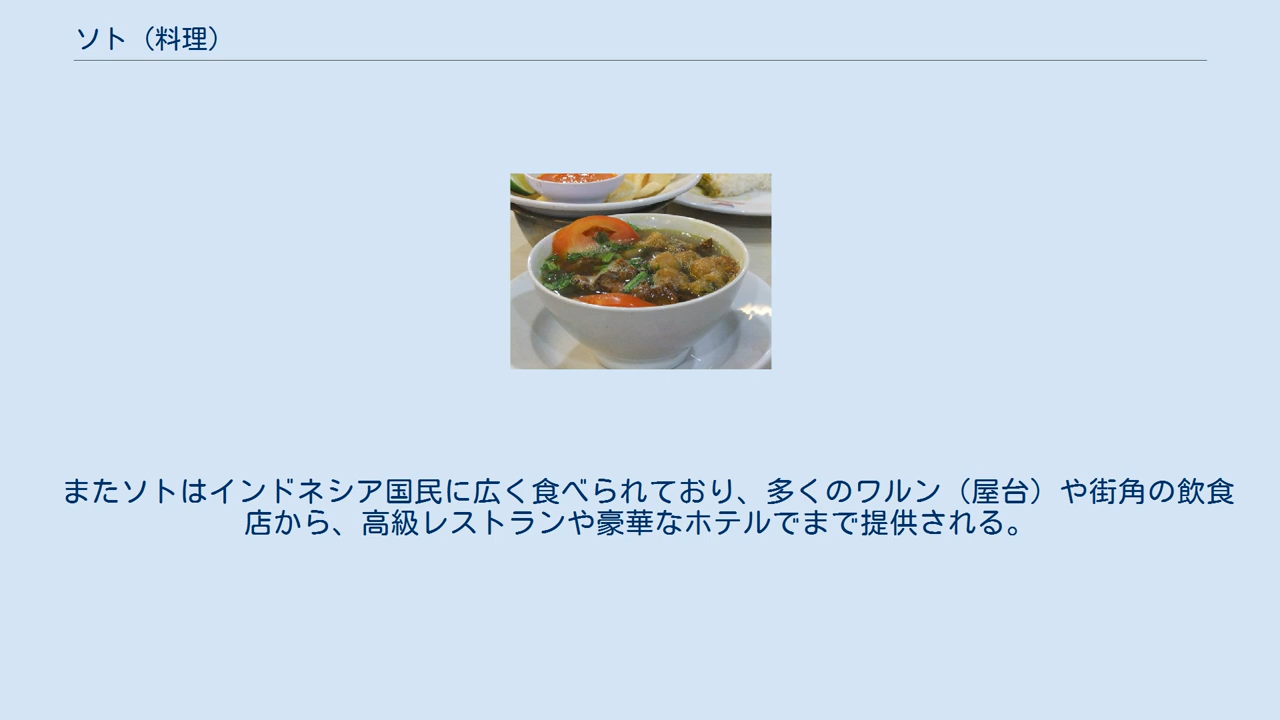 ソト（料理）
またソトはインドネシア国民に広く食べられており、多くのワルン（屋台）や街角の飲食
店から、高級レストランや豪華なホテルでまで提供される。